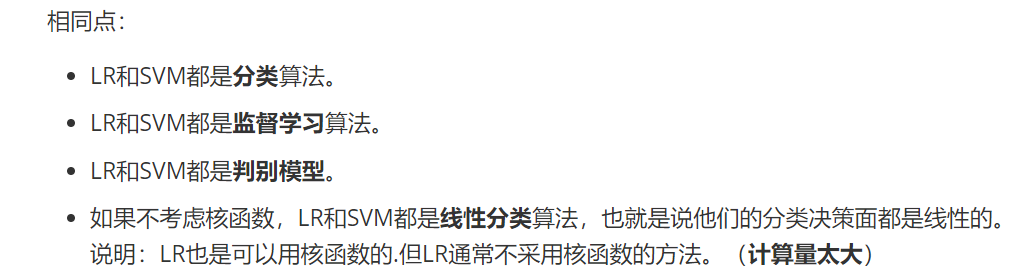 相同点：
LR和SVM都是分类算法。
LR和SVM都是监督学习算法。
LR和SVM都是判别模型。
如果不考虑核函数，LR和SVM都是线性分类算法，也就是说他们的分类决策面都是线性的。
说明：LR也是可以用核函数的.但LR通常不采用核函数的方法。（计算量太大）